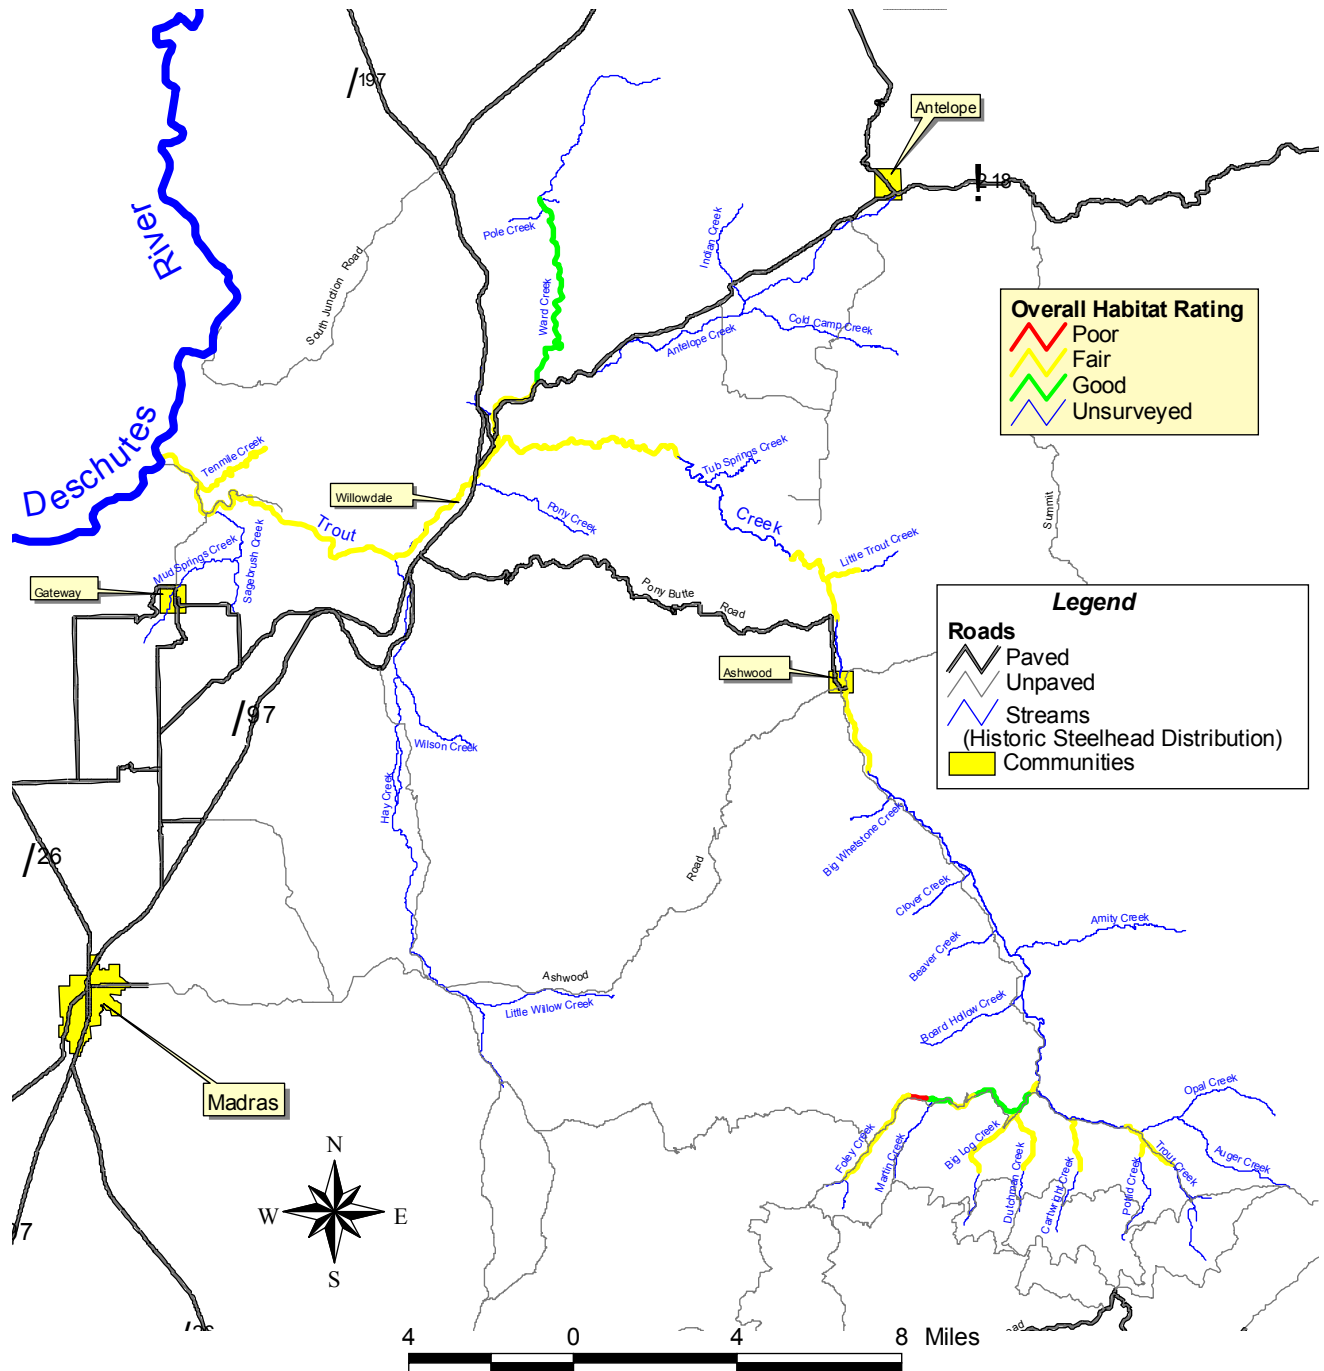 197
Antelope
218
River
Pole Creek
Indian Creek
South Junction Road
Ward Creek
Cold Camp Creek
Antelope Creek
Overall Habitat Rating
Poor
Fair
Good
Unsurveyed
Deschutes
Tenmile Creek
Tub Springs Creek
Willowdale
Trout
Pony Creek
Creek
Summit
Mud Springs Creek
Sagebrush Creek
Little Trout Creek
Gateway
Pony Butte
Road
Legend
Roads
Paved
Unpaved
Streams
(Historic Steelhead Distribution)
Communities
Ashwood
97
Wilson Creek
Hay Creek
Big Whetstone Creek
26
Road
Clover Creek
Amity Creek
Beaver Creek
Ashwood
Little Willow Creek
Board Hollow Creek
Madras
Opal Creek
Foley Creek
Martin Creek
Big Log Creek
Dutchman Creek
Cartwright Creek
Potlid Creek
Trout Creek
Auger Creek
N
W
E
S
4 0 4 8 Miles